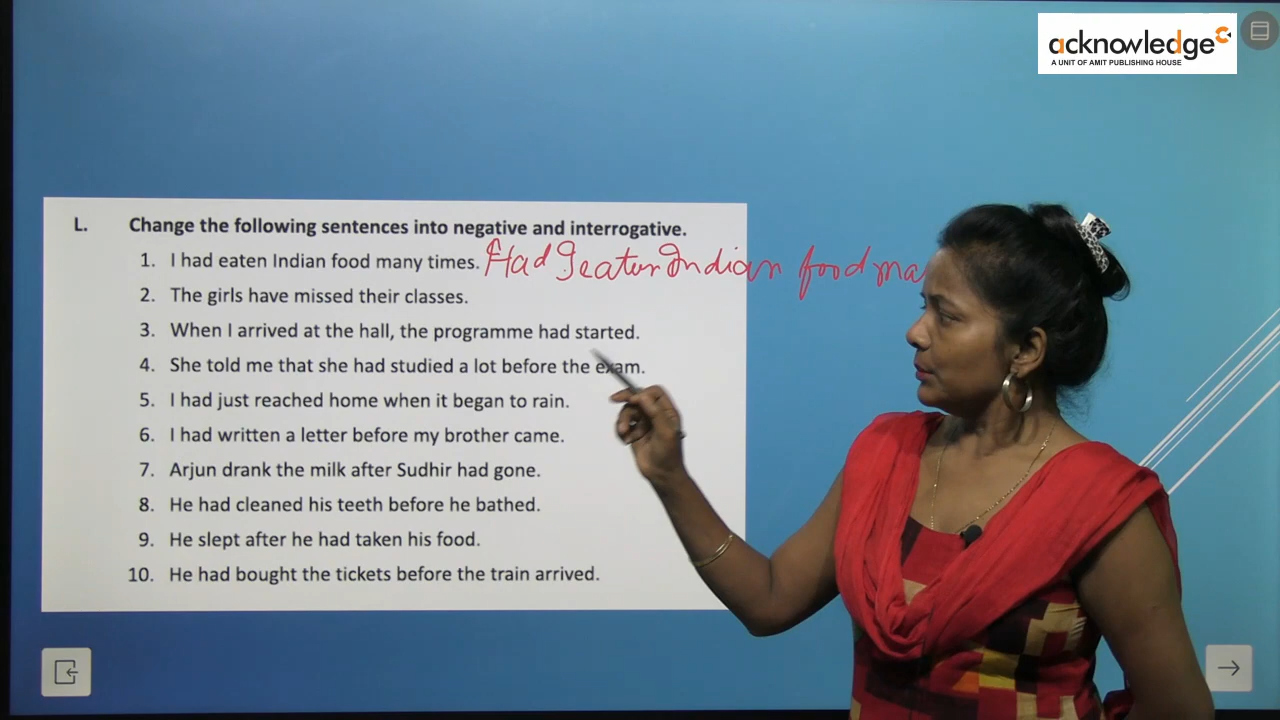 acknowledge
A UNIT OF AMIT PUBLISHING HOUSE
L. Change the following sentences into negative and interrogative.
1. I had eaten Indian food many times. Had I eaten Indian food ma
2. The girls have missed their classes.
3. When I arrived at the hall, the programme had started.
4. She told me that she had studied a lot before the exam.
5. I had just reached home when it began to rain.
6. I had written a letter before my brother came.
7. Arjun drank the milk after Sudhir had gone.
8. He had cleaned his teeth before he bathed.
9. He slept after he had taken his food.
10. He had bought the tickets before the train arrived.